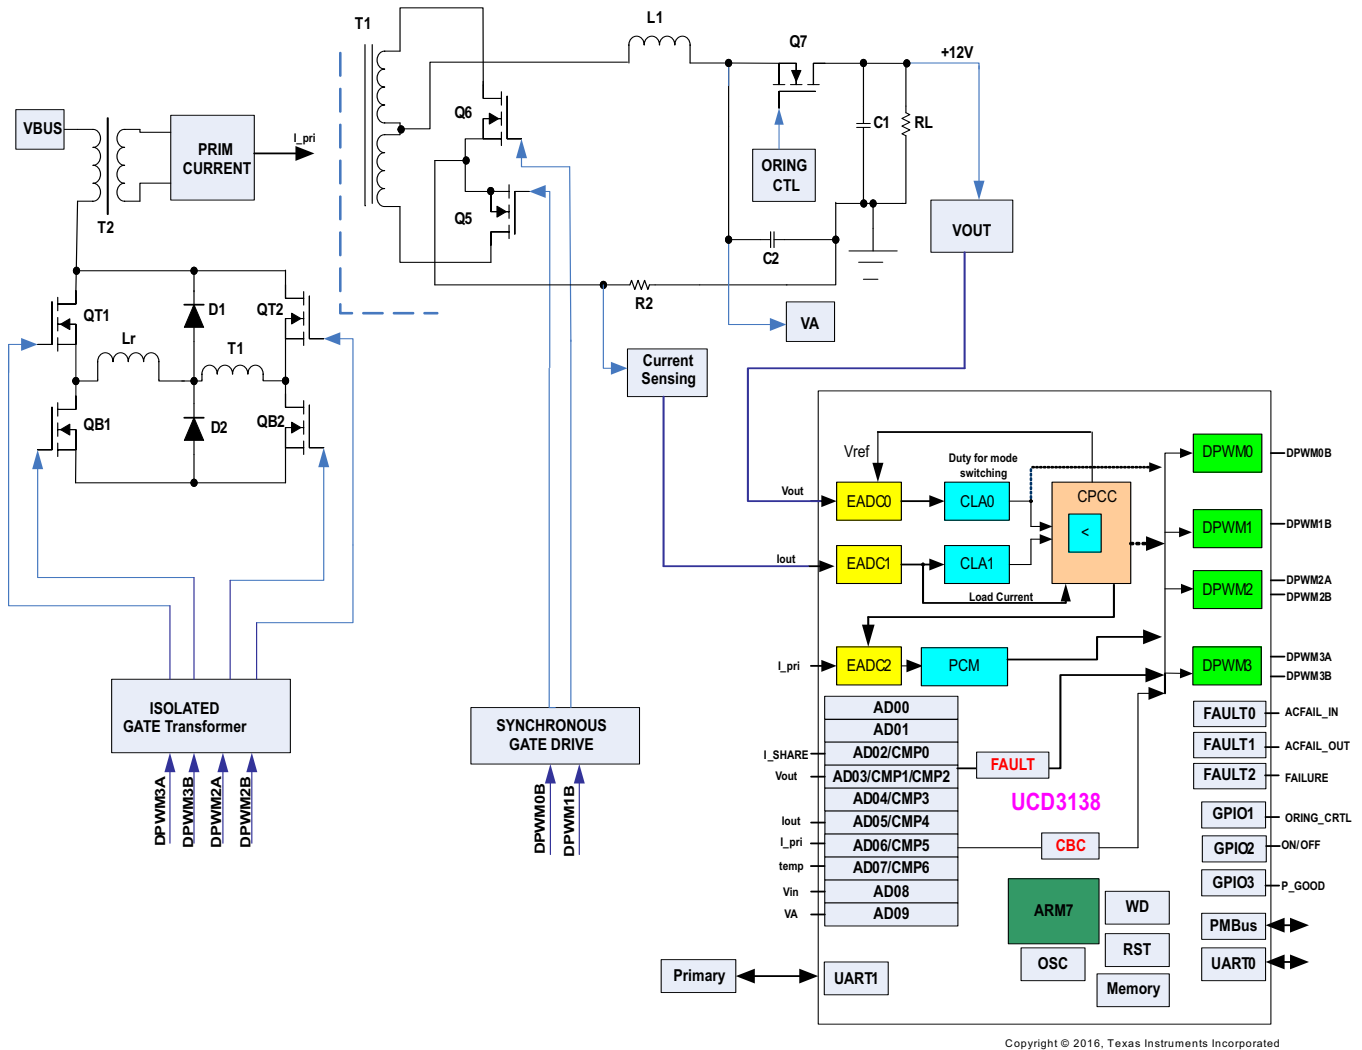 T1
L1
Q7
+12V
VBUS
PRIM
CURRENT
I_pri
T2
Q6
Q5
ORING
CTL
C1
RL
VOUT
C2
R2
VA
QT1
D1
QT2
Lr
T1
QB1
D2
QB2
Current
Sensing
ISOLATED
GATE Transformer
DPWM3A
DPWM3B
DPWM2A
DPWM2B
SYNCHRONOUS
GATE DRIVE
DPWM0B
DPWM1B
Vref
Duty for mode
switching
CPCC
<
Vout
EADC0
CLA0
Iout
EADC1
CLA1
Load Current
I_pri
EADC2
PCM
DPWM0
DPWM0B
DPWM1
DPWM1B
DPWM2
DPWM2A
DPWM2B
DPWM3
DPWM3A
DPWM3B
AD00
AD01
I_SHARE
AD02/CMP0
Vout
AD03/CMP1/CMP2
AD04/CMP3
Iout
AD05/CMP4
I_pri
AD06/CMP5
temp
AD07/CMP6
Vin
AD08
VA
AD09
FAULT
UCD3138
CBC
FAULT0
ACFAIL_IN
FAULT1
ACFAIL_OUT
FAULT2
FAILURE
GPIO1
ORING_CRTL
GPIO2
ON/OFF
GPIO3
P_GOOD
PMBus
UART0
ARM7
WD
RST
OSC
Memory
Primary
UART1
Copyright © 2016, Texas Instruments Incorporated